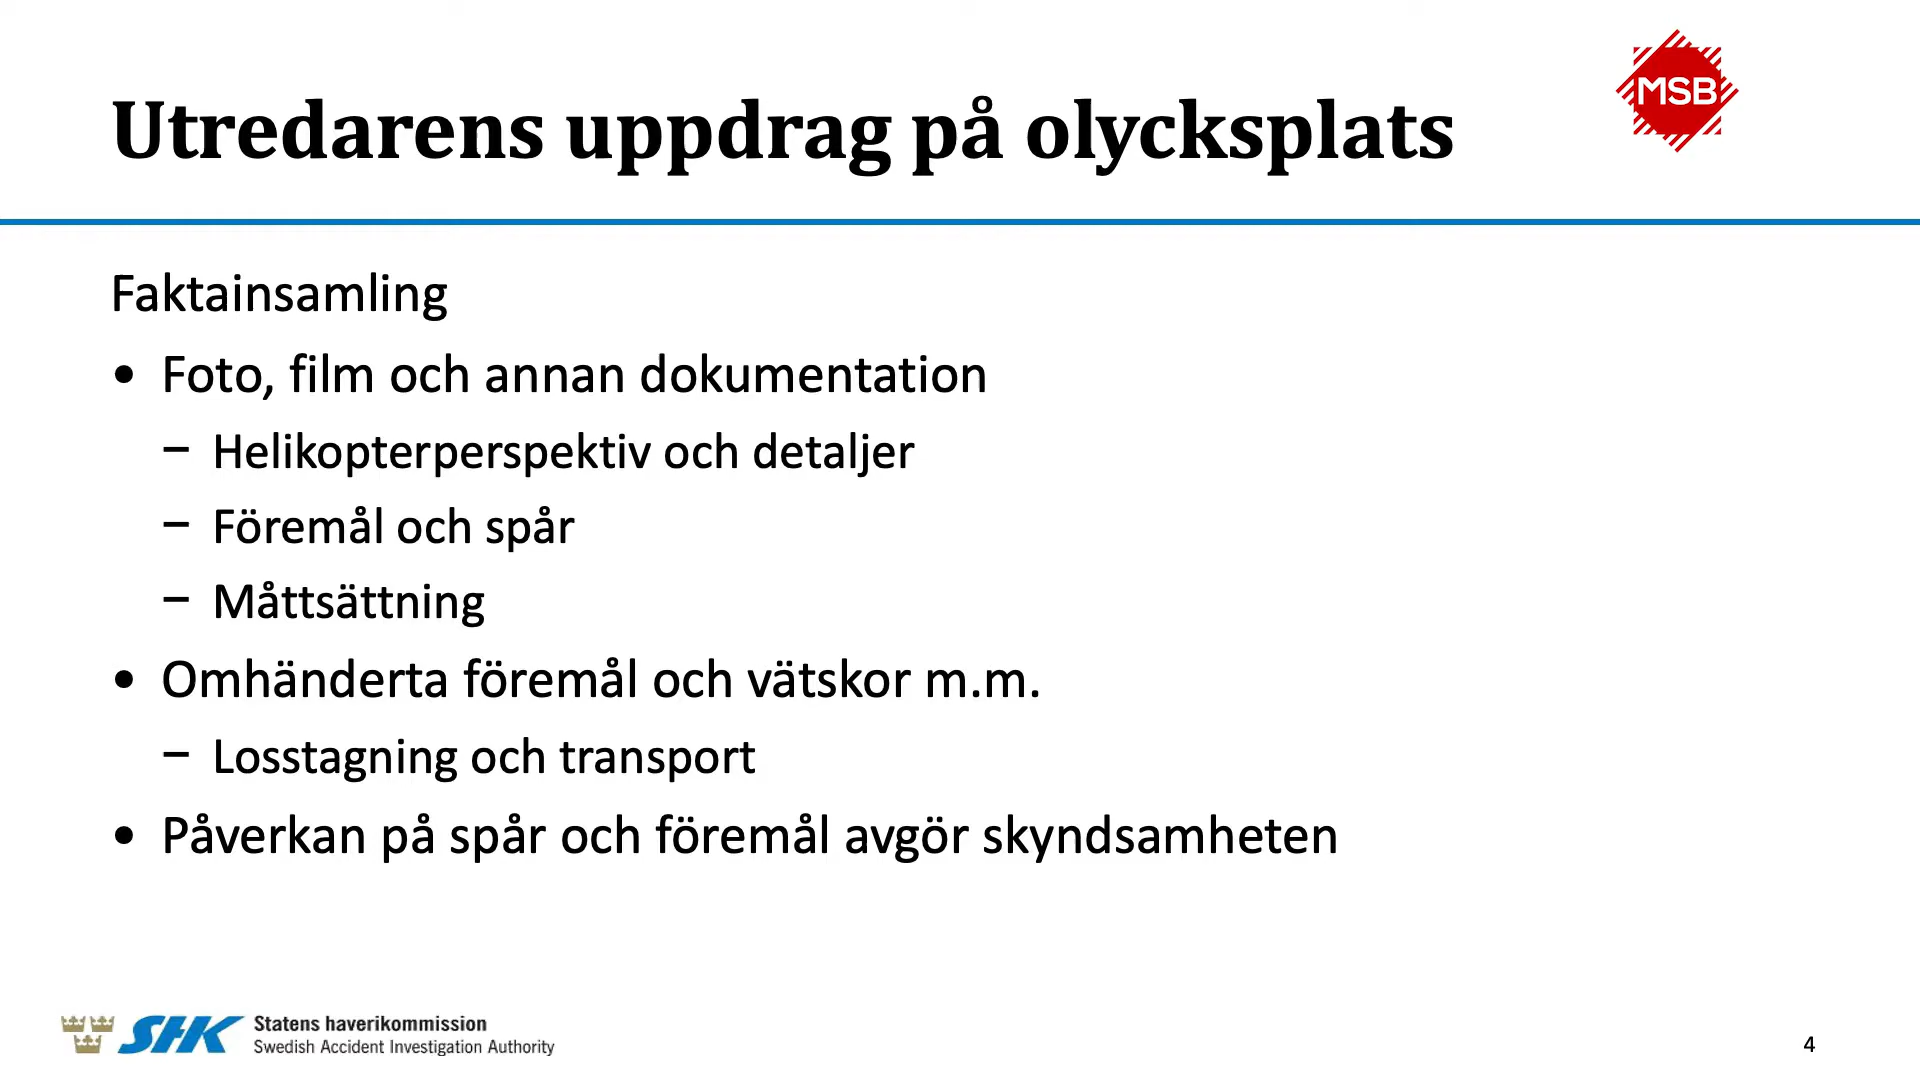 Utredarens uppdrag på olycksplats
MSB
Faktainsamling
• Foto, film och annan dokumentation
– Helikopterperspektiv och detaljer
– Föremål och spår
– Måttsättning
• Omhänderta föremål och vätskor m.m.
– Losstagning och transport
• Påverkan på spår och föremål avgör skyndsamheten
SHK
Statens haverikommission
Swedish Accident Investigation Authority
4